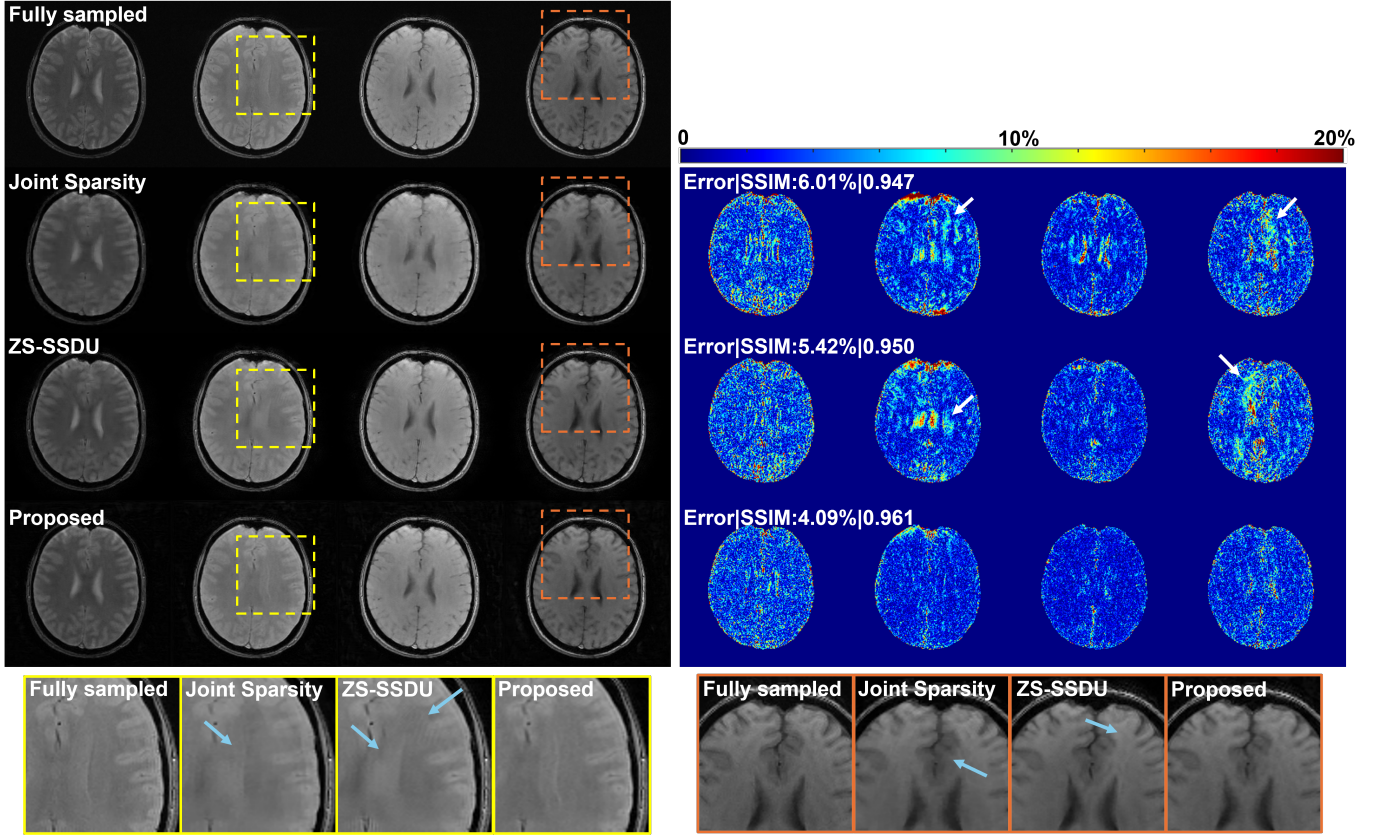 Fully sampled
0 10% 20%
Joint Sparsity
Error|SSIM:6.01%|0.947
ZS-SSDU
Error|SSIM:5.42%|0.950
Proposed
Error|SSIM:4.09%|0.961
Fully sampled Joint Sparsity ZS-SSDU Proposed
Fully sampled Joint Sparsity ZS-SSDU Proposed